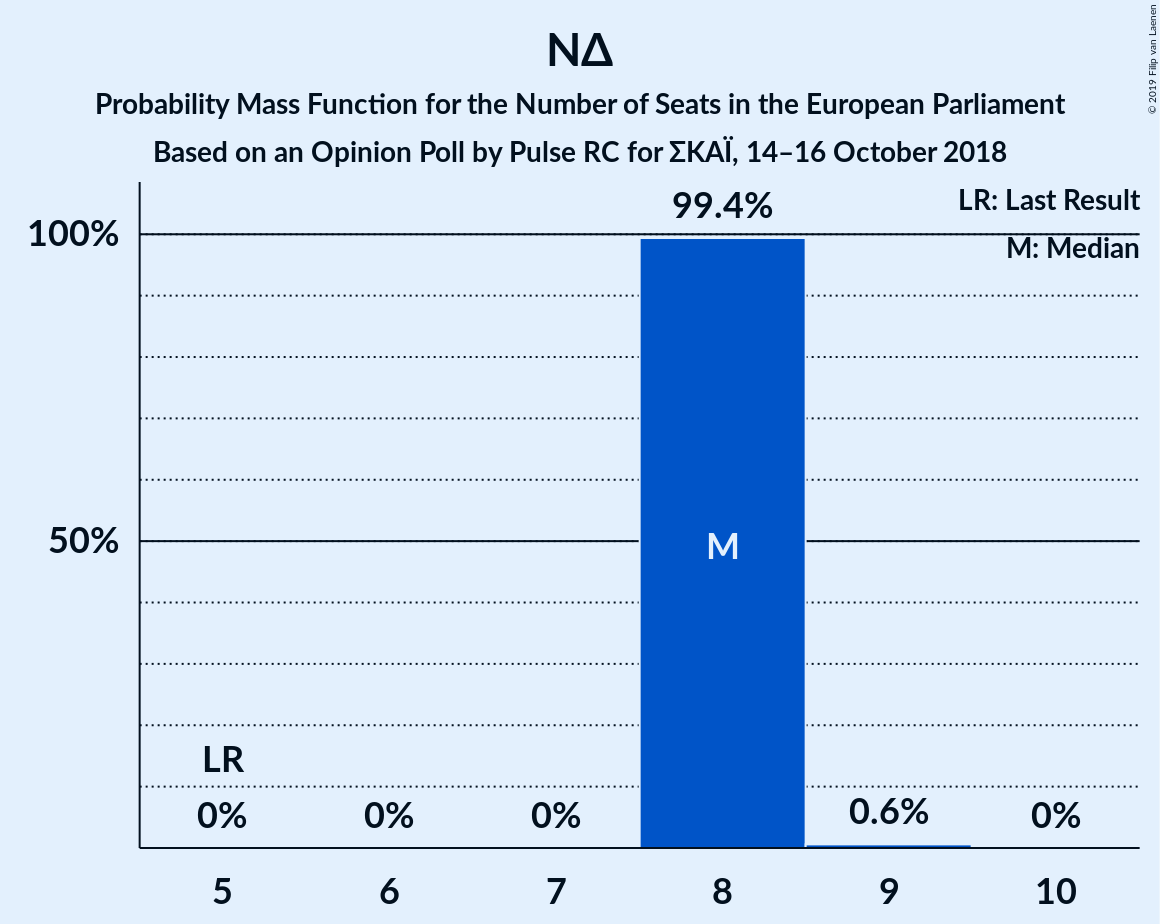 ΝΔ
Probability Mass Function for the Number of Seats in the European Parliament
Based on an Opinion Poll by Pulse RC for ΣΚΑΪ, 14–16 October 2018
© 2019 Filip van Laenen
LR: Last Result
M: Median
99.4%
100%
50%
M
LR
0%
0%
0%
0.6%
0%
5
6
7
8
9
10